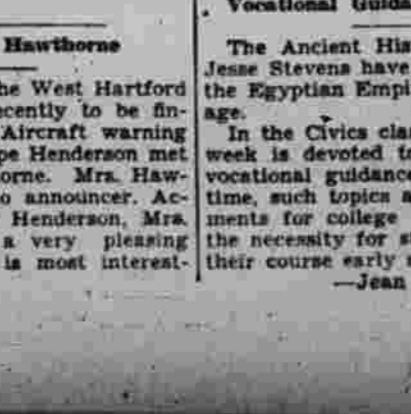 Hawthorne
he West Hartford
ecently to be fin-
Aircraft warning
pe Henderson met
orne. Mrs. Haw-
o announcer. Ac-
Henderson, Mrs.
a very pleasing
is most interest-
Vocational Guida
The Ancient His
Jesse Stevens have
the Egyptian Empi
age.
In the Civics cla
week is devoted to
vocational guidance
time, such topics a
ments for college
the necessity for s
their course early
—Jean